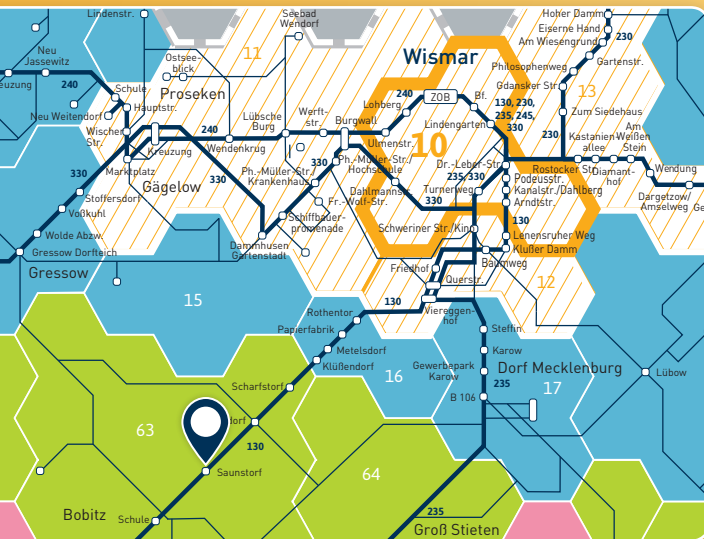 Lindenstr.
Seebad
Wendorf
Hoher Damm
Eiserne Hand
Am Wiesengrund
230
Neu
Jassewitz
11
Wismar
Ostsee-
blick
Philosophenweg
Gartenstr.
240
Proseken
Schule
Gdansker Str.
13
240
ZOB
Bf.
Lohberg
130, 230,
235, 245,
330
Neu Weitendorf
Hauptstr.
Lübsche
Burg
Werft-
str.
Burgwall
Lindengarten
Zum Siedehaus
Wischer
Str.
240
Wendenkrug
Kreuzung
Ulmenstr.
10
230
Kastanien-
allee
Am
Weißen
Stein
Marktplatz
330
Ph.-Müller-Str./
Hochschule
Dr.-Leber-Str.
Rostocker Str.
Diamant-
hof
Wendung
330
Gägelow
330
Ph.-Müller-Str./
Krankenhaus
235, 330
Podeusstr.
Turnerweg
Kanalstr./Dahlberg
Dahlmannstr.
330
Arndtstr.
Dargetzow/
Amselweg
Stoffersdorf
Voßkuhl
Fr.-Wolf-Str.
Schiffbauer-
promenade
130
Schweriner Str./Kino
Wolde Abzw.
Lenensruher Weg
Gressow Dorfteich
Dammhusen
Gartenstadt
Klußer Damm
Baumweg
Gressow
Friedhof
Querstr.
12
15
130
Rothentor
Viereggen-
hof
Papierfabrik
Steffin
Metelsdorf
Karow
Klüßendorf
Gewerbepark
Karow
Dorf Mecklenburg
16
235
17
Lübow
Scharfstorf
B 106
dorf
63
130
Saunstorf
64
Bobitz
Schule
235
Groß Stieten